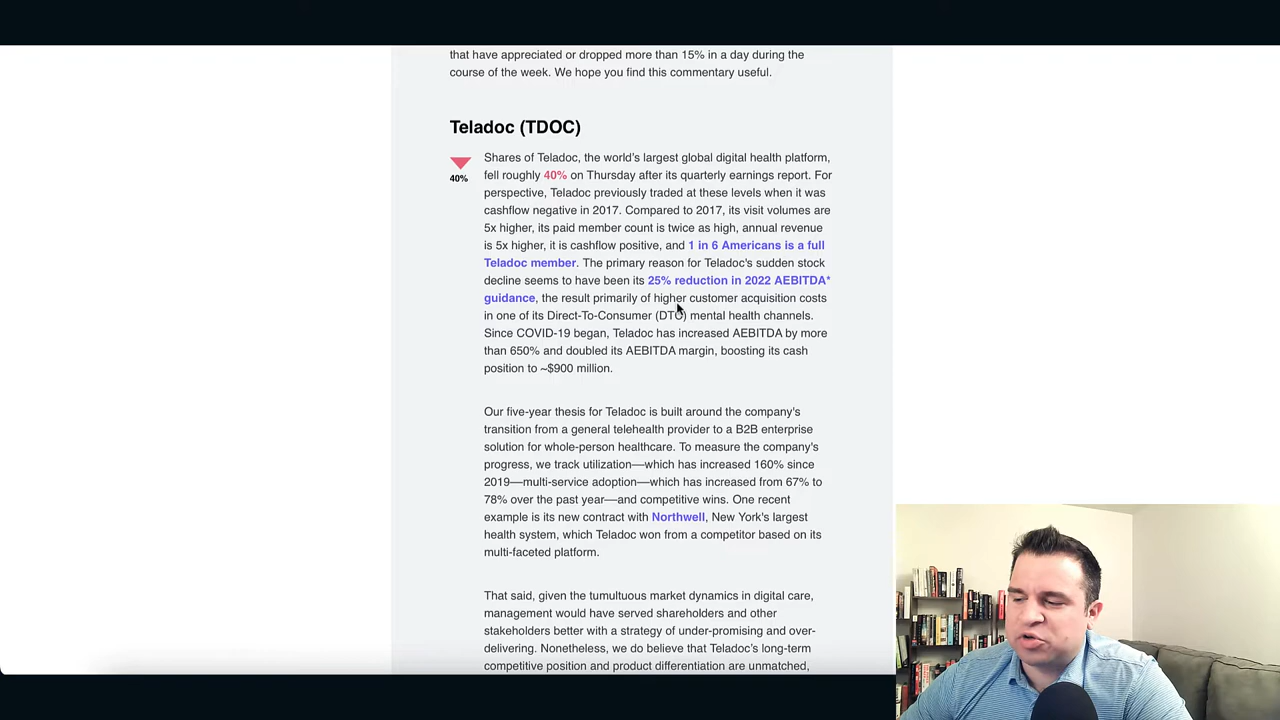 that have appreciated or dropped more than 15% in a day during the
course of the week. We hope you find this commentary useful.
Teladoc (TDOC)
40%
Shares of Teladoc, the world's largest global digital health platform,
fell roughly 40% on Thursday after its quarterly earnings report. For
perspective, Teladoc previously traded at these levels when it was
cashflow negative in 2017. Compared to 2017, its visit volumes are
5x higher, its paid member count is twice as high, annual revenue
is 5x higher, it is cashflow positive, and 1 in 6 Americans is a full
Teladoc member. The primary reason for Teladoc's sudden stock
decline seems to have been its 25% reduction in 2022 AEBITDA*
guidance, the result primarily of higher customer acquisition costs
in one of its Direct-To-Consumer (DTC) mental health channels.
Since COVID-19 began, Teladoc has increased AEBITDA by more
than 650% and doubled its AEBITDA margin, boosting its cash
position to ~$900 million.
Our five-year thesis for Teladoc is built around the company's
transition from a general telehealth provider to a B2B enterprise
solution for whole-person healthcare. To measure the company's
progress, we track utilization—which has increased 160% since
2019—multi-service adoption—which has increased from 67% to
78% over the past year—and competitive wins. One recent
example is its new contract with Northwell, New York's largest
health system, which Teladoc won from a competitor based on its
multi-faceted platform.
That said, given the tumultuous market dynamics in digital care,
management would have served shareholders and other
stakeholders better with a strategy of under-promising and over-
delivering. Nonetheless, we do believe that Teladoc's long-term
competitive position and product differentiation are unmatched,